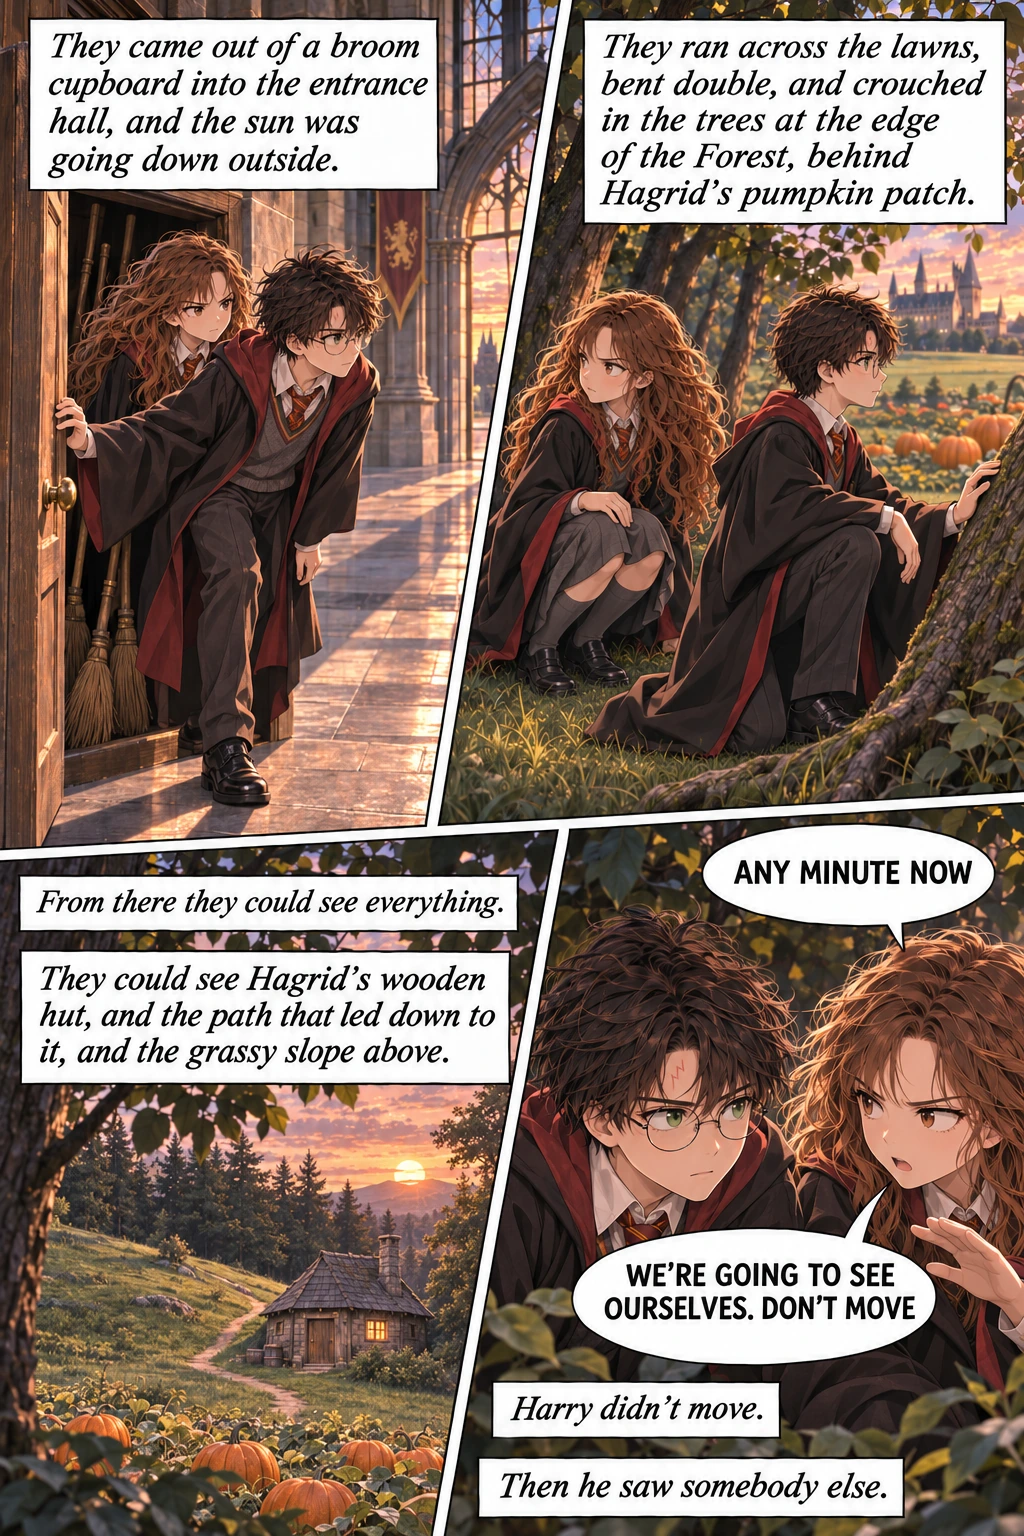 They came out of a broom
cupboard into the entrance
hall, and the sun was
going down outside.
They ran across the lawns,
bent double, and crouched
in the trees at the edge
of the Forest, behind
Hagrid's pumpkin patch.
From there they could see everything.
They could see Hagrid's wooden
hut, and the path that led down to
it, and the grassy slope above.
ANY MINUTE NOW
WE'RE GOING TO SEE
OURSELVES. DON'T MOVE
Harry didn't move.
Then he saw somebody else.